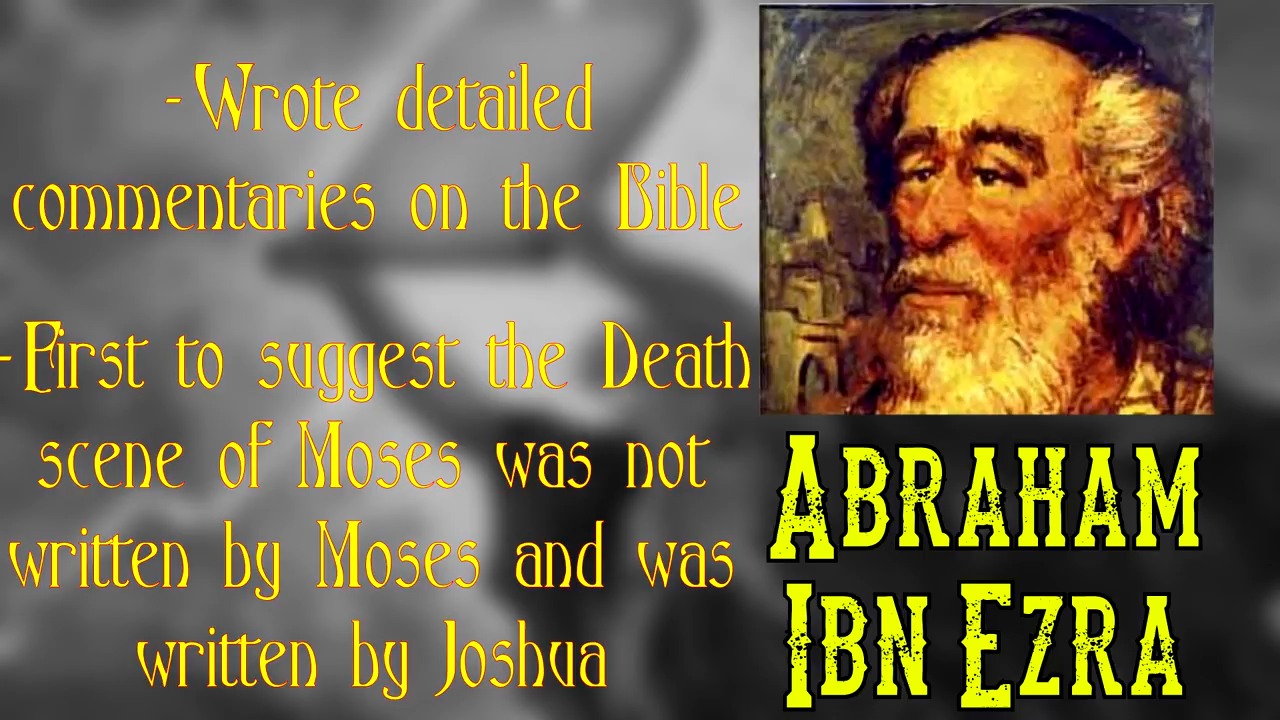 -Wrote detailed
commentaries on the Bible
-First to suggest the Death
scene of Moses was not
written by Moses and was
written by Joshua
Abraham
Ibn Ezra